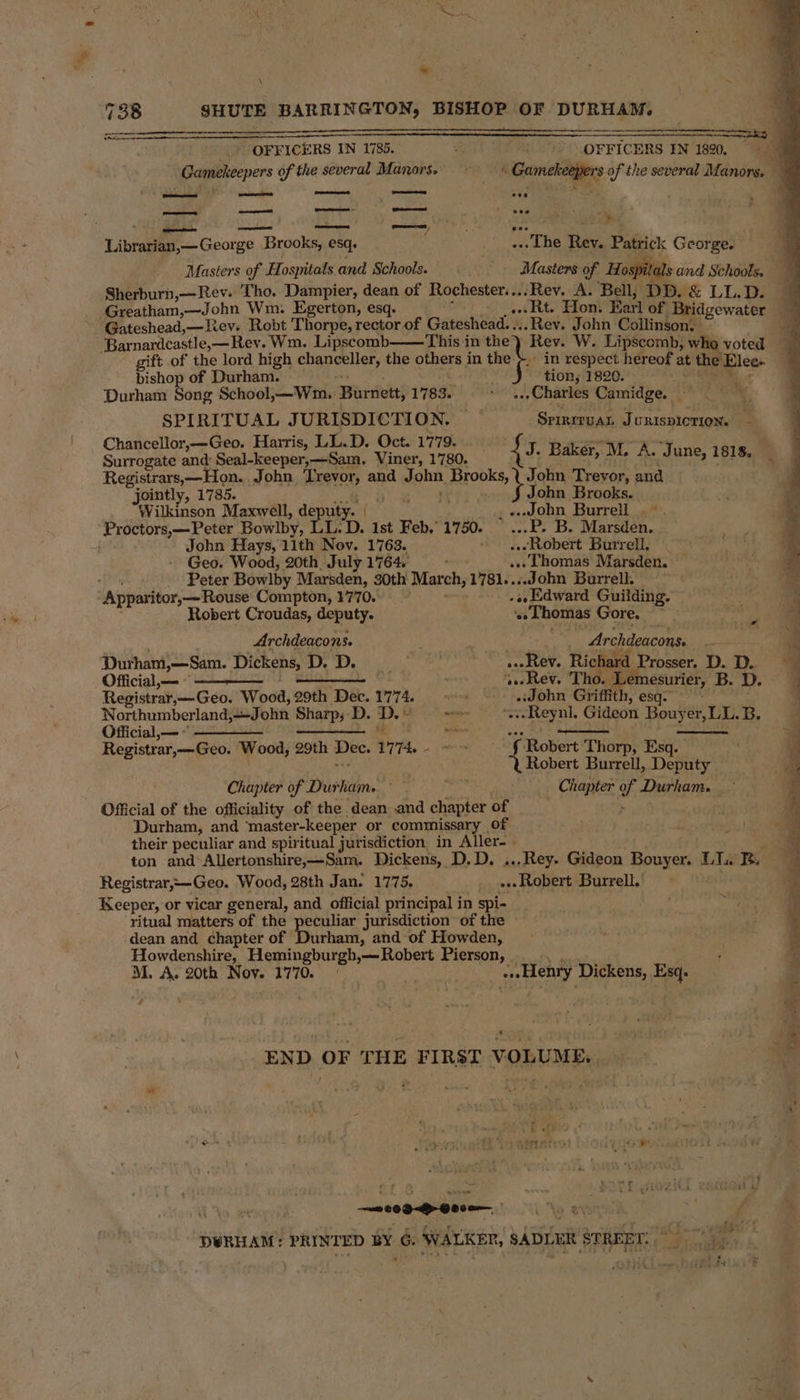 738 SHUTE BARRINGTON, BISHOP OF DURHAM.
OFFICERS IN 1785. OFFICERS IN 1820.
Gamekeepers of the several Manors. Gamekeepers of the several Manors.
— — — — ...
— — — — ...
— — — — ...
Librarian,—George Brooks, esq. ...The Rev. Patrick George.
Masters of Hospitals and Schools. Masters of Hospitals and Schools.
Sherburn,—Rev. Tho. Dampier, dean of Rochester....Rev. A. Bell, DD. & LL.D.
Greatham,—John Wm. Egerton, esq. ...Rt. Hon. Earl of Bridgewater
Gateshead,—Rev. Robt Thorpe, rector of Gateshead. ...Rev. John Collinson.
Barnardcastle,—Rev. Wm. Lipscomb——This in the } Rev. W. Lipscomb, who voted
gift of the lord high chanceller, the others in the } in respect hereof at the Elec-
bishop of Durham. } tion, 1820.
Durham Song School,—Wm. Burnett, 1783. ...Charles Camidge.
SPIRITUAL JURISDICTION. SPIRITUAL JURISDICTION.
Chancellor,—Geo. Harris, LL.D. Oct. 1779. { J. Baker, M. A. June, 1818.
Surrogate and Seal-keeper,—Sam. Viner, 1780.
Registrars,—Hon. John Trevor, and John Brooks, } John Trevor, and
jointly, 1785. } John Brooks.
Wilkinson Maxwell, deputy. ...John Burrell
Proctors,—Peter Bowlby, LL.D. 1st Feb. 1750. ...P. B. Marsden.
John Hays, 11th Nov. 1763. ...Robert Burrell,
Geo. Wood, 20th July 1764. ...Thomas Marsden.
Peter Bowlby Marsden, 30th March, 1781....John Burrell.
Apparitor,—Rouse Compton, 1770. ...Edward Guilding.
Robert Croudas, deputy. ...Thomas Gore.
Archdeacons. Archdeacons.
Durham,—Sam. Dickens, D. D. ...Rev. Richard Prosser. D. D.
Official,— —— —— ...Rev. Tho. Lemesurier, B. D.
Registrar,—Geo. Wood, 29th Dec. 1774. ...John Griffith, esq.
Northumberland,—John Sharp, D. D. ...Reynl. Gideon Bouyer, LL. B.
Official,— —— —— ... —— ——
Registrar,—Geo. Wood, 29th Dec. 1774. { Robert Thorp, Esq.
{ Robert Burrell, Deputy
Chapter of Durham. Chapter of Durham.
Official of the officiality of the dean and chapter of
Durham, and master-keeper or commissary of
their peculiar and spiritual jurisdiction in Aller-
ton and Allertonshire,—Sam. Dickens, D. D. ...Rey. Gideon Bouyer. LL. B.
Registrar,—Geo. Wood, 28th Jan. 1775. ...Robert Burrell.
Keeper, or vicar general, and official principal in spi-
ritual matters of the peculiar jurisdiction of the
dean and chapter of Durham, and of Howden,
Howdenshire, Hemingburgh,—Robert Pierson,
M. A. 20th Nov. 1770. ...Henry Dickens, Esq.
END OF THE FIRST VOLUME.
DURHAM: PRINTED BY G. WALKER, SADLER STREET.